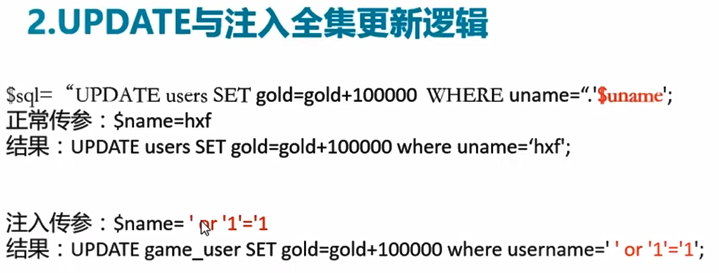 2.UPDATE与注入全集更新逻辑
$sql= “UPDATE users SET gold=gold+100000 WHERE uname=“.'$uname';
正常传参：$name=hxf
结果：UPDATE users SET gold=gold+100000 where uname=‘hxf';
注入传参：$name= ' or '1'='1
结果：UPDATE game_user SET gold=gold+100000 where username=' ' or '1'='1';